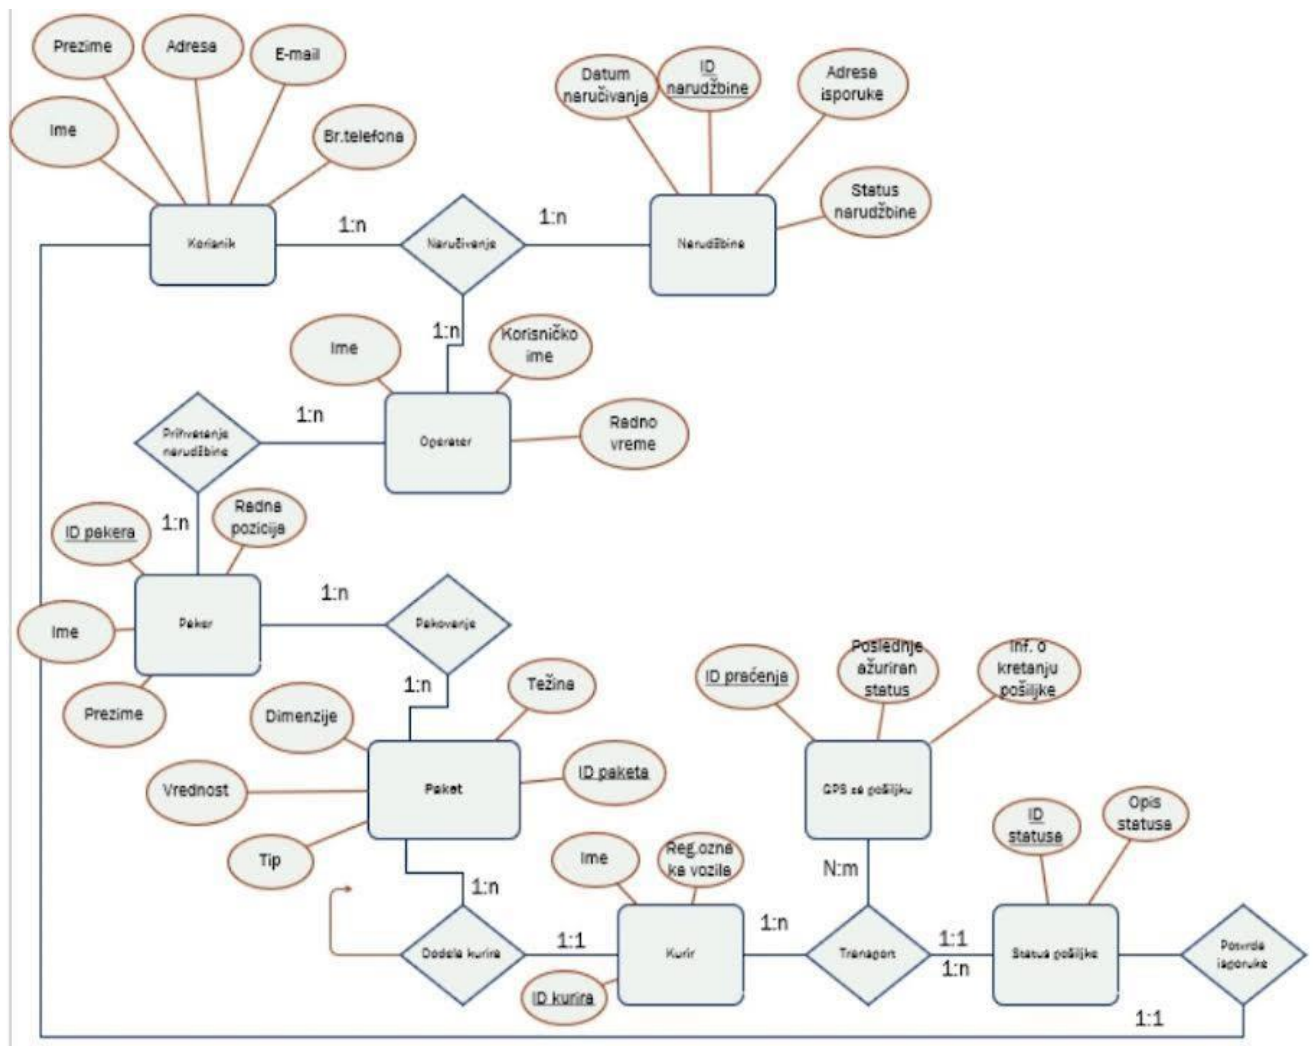 Prezime
Adresa
E-mail
Ime
Br.telefona
Datum
naručivanja
ID
narudžbine
Adresa
isporuke
Status
narudžbine
Korisnik
1:n
Naručivanje
1:n
Narudžbina
1:n
Ime
Korisničko
ime
Operater
Radno
vreme
1:n
Prihvatanje
narudžbine
1:n
ID pakera
Radna
pozicija
Paker
Ime
Prezime
1:n
Pakovanje
1:n
Dimenzije
Težina
Vrednost
Paket
ID paketa
Tip
1:n
Dodela kurira
1:1
Ime
Reg.ozna
ka vozila
Kurir
ID kurira
1:n
ID praćenja
Poslednje
ažuriran
status
Inf. o
kretanju
pošiljke
GPS za pošiljku
N:m
Transport
1:1
1:n
ID
statusa
Opis
statusa
Status pošiljke
Potvrda
isporuke
1:1